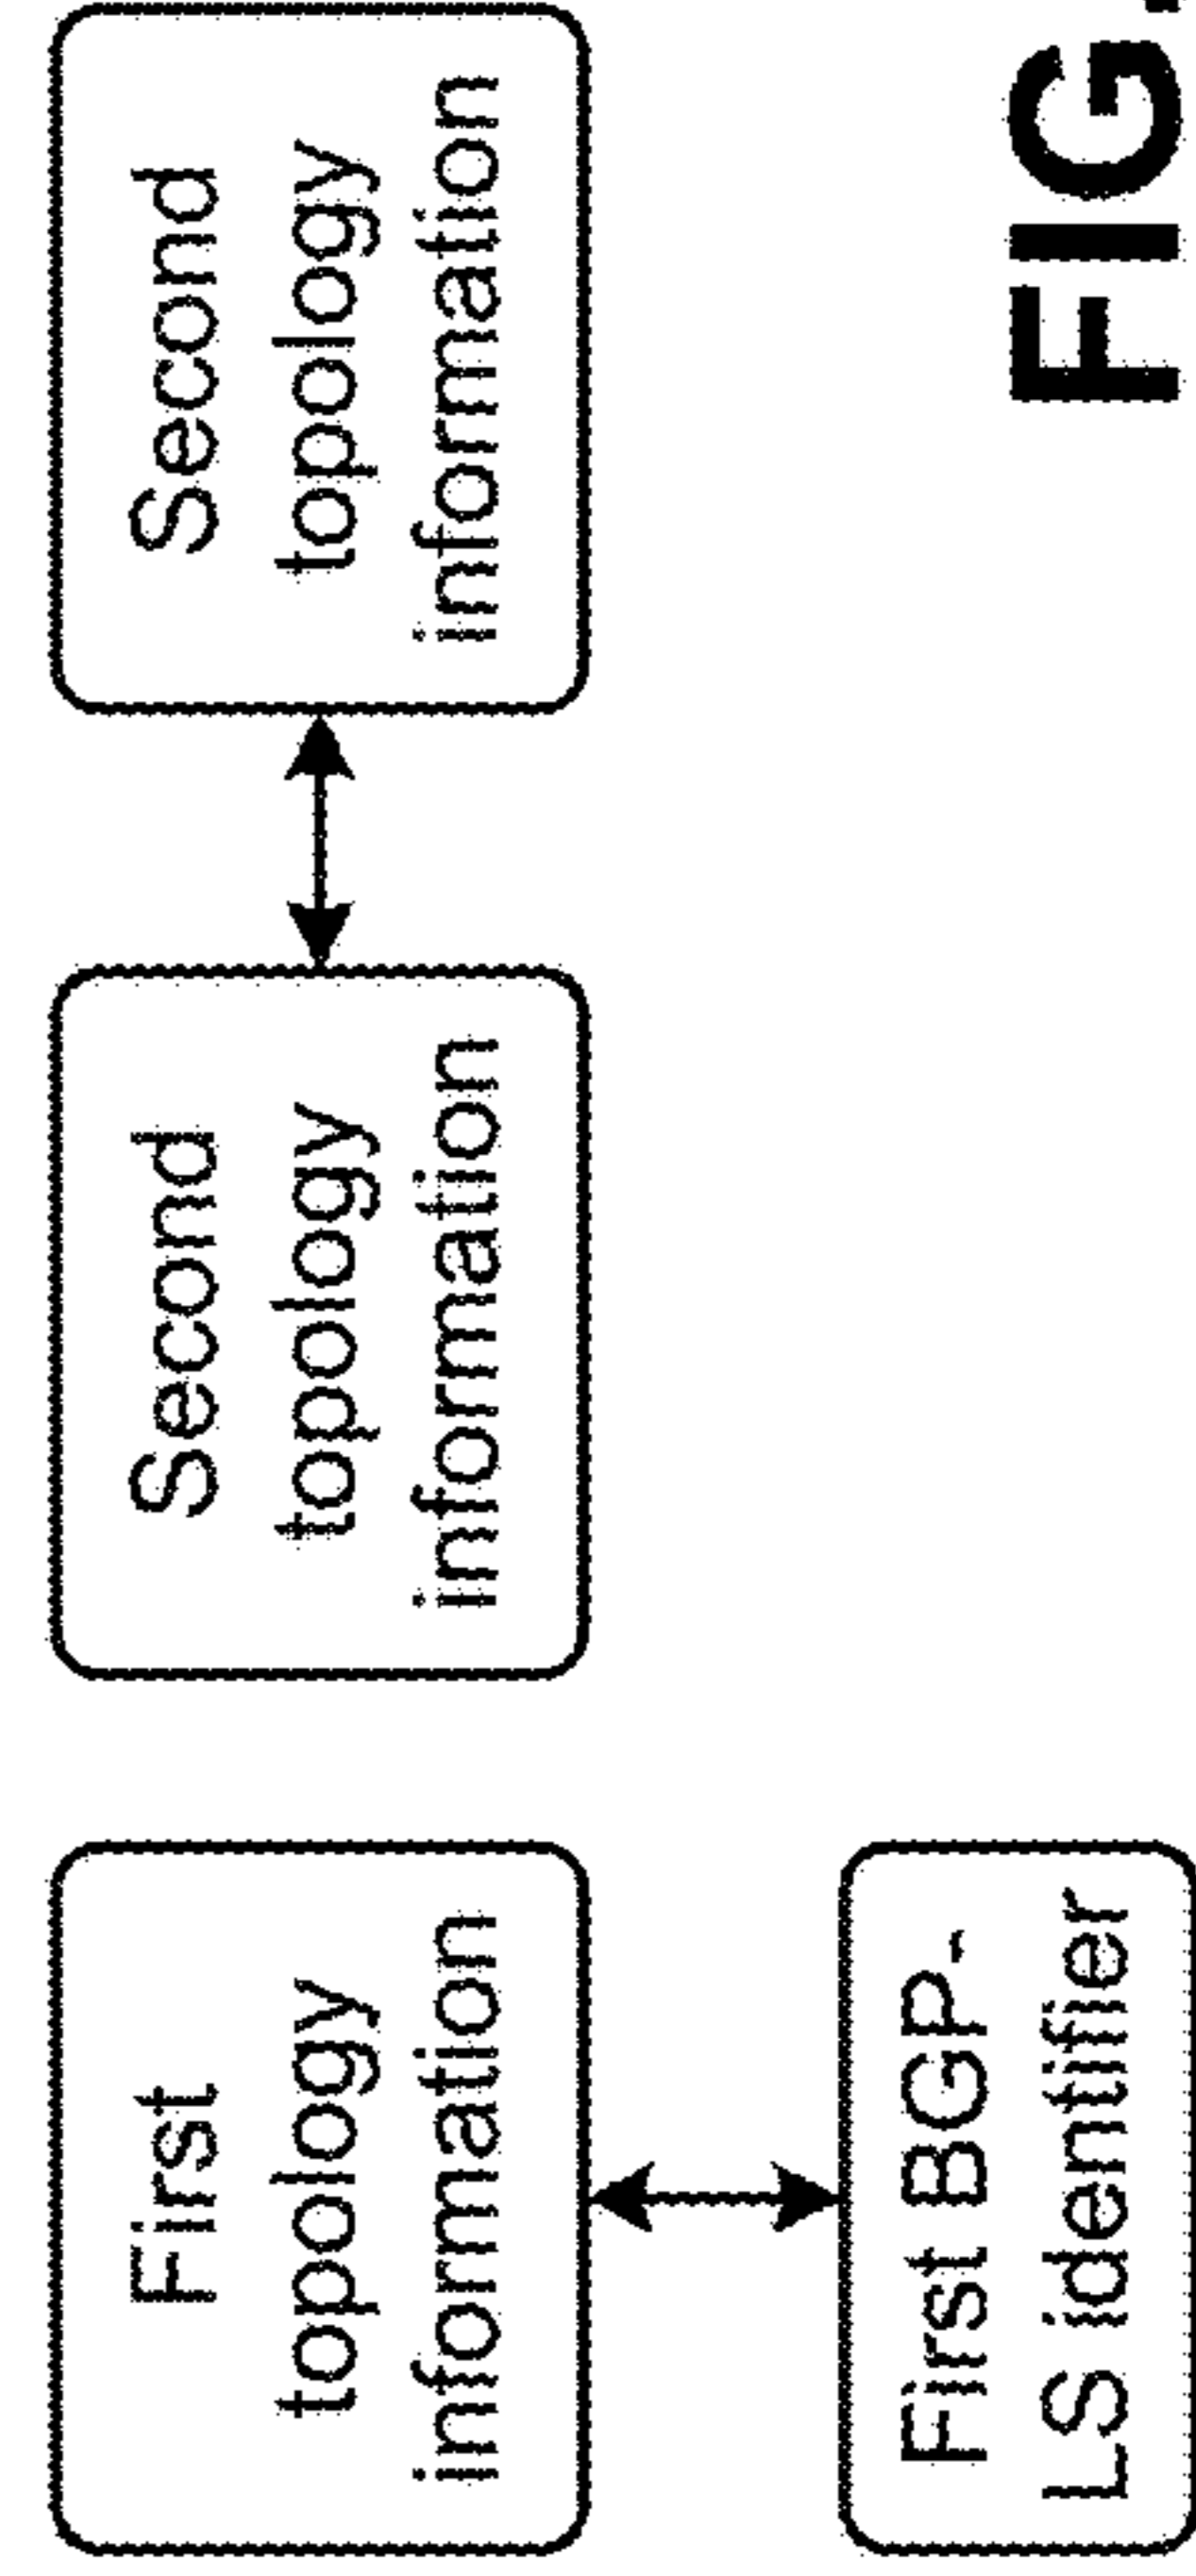 First
topology
information
Second
topology
information
Second
topology
information
First BGP-
LS identifier
FIG.